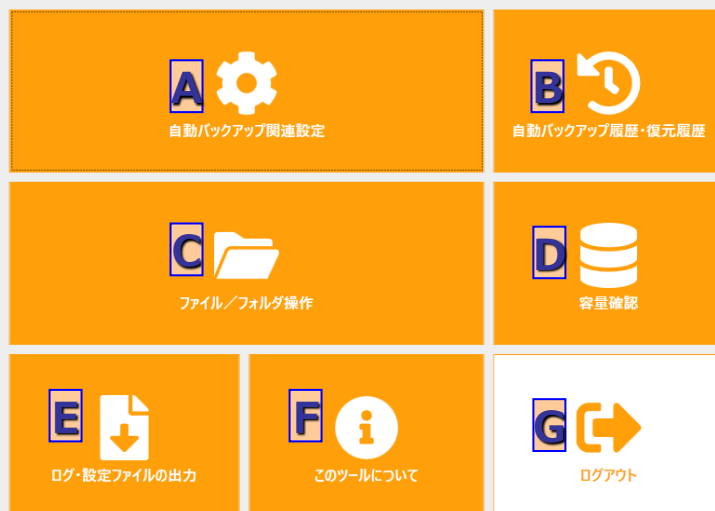 A
自動バックアップ関連設定
B
自動バックアップ履歴・復元履歴
C
ファイル／フォルダ操作
D
容量確認
E
ログ・設定ファイルの出力
F
このツールについて
G
ログアウト